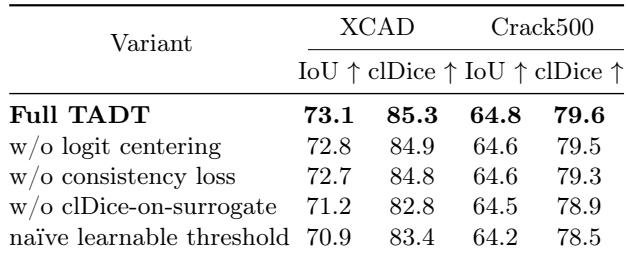 Variant XCAD Crack500
IoU ↑ clDice ↑ IoU ↑ clDice ↑
Full TADT 73.1 85.3 64.8 79.6
w/o logit centering 72.8 84.9 64.6 79.5
w/o consistency loss 72.7 84.8 64.6 79.3
w/o clDice-on-surrogate 71.2 82.8 64.5 78.9
naïve learnable threshold 70.9 83.4 64.2 78.5